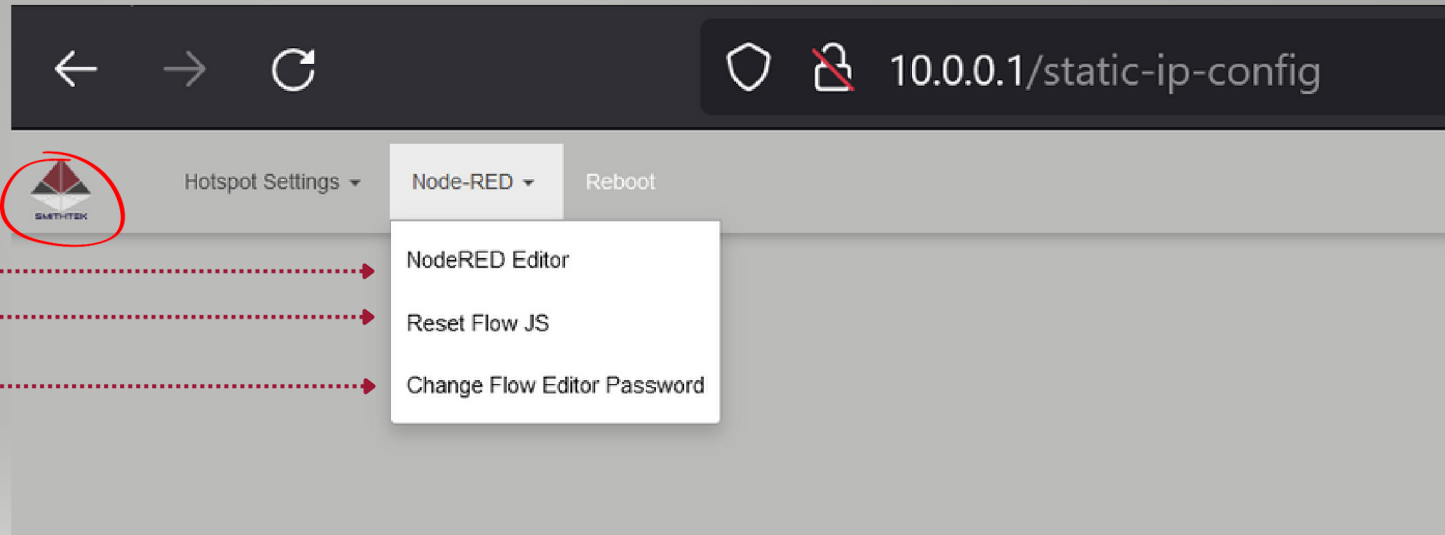 10.0.0.1/static-ip-config
SMITHTEK
Hotspot Settings
Node-RED
Reboot
NodeRED Editor
Reset Flow JS
Change Flow Editor Password